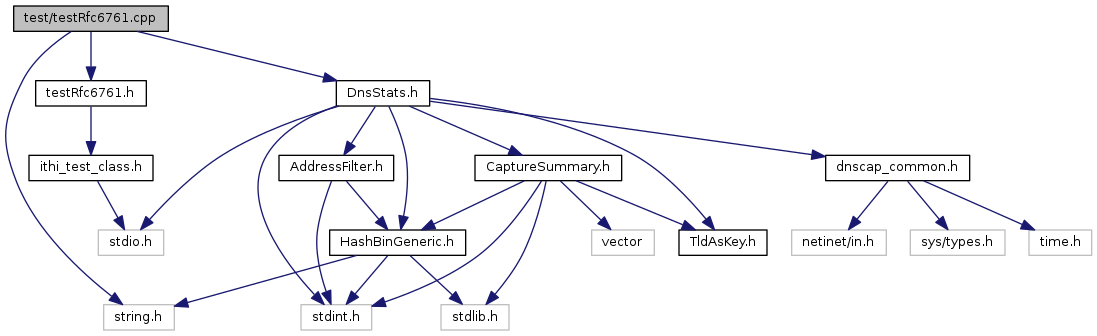 test/testRfc6761.cpp
testRfc6761.h
DnsStats.h
ithi_test_class.h
AddressFilter.h
CaptureSummary.h
dnscap_common.h
stdio.h
HashBinGeneric.h
vector
TldAsKey.h
netinet/in.h
sys/types.h
time.h
string.h
stdint.h
stdlib.h